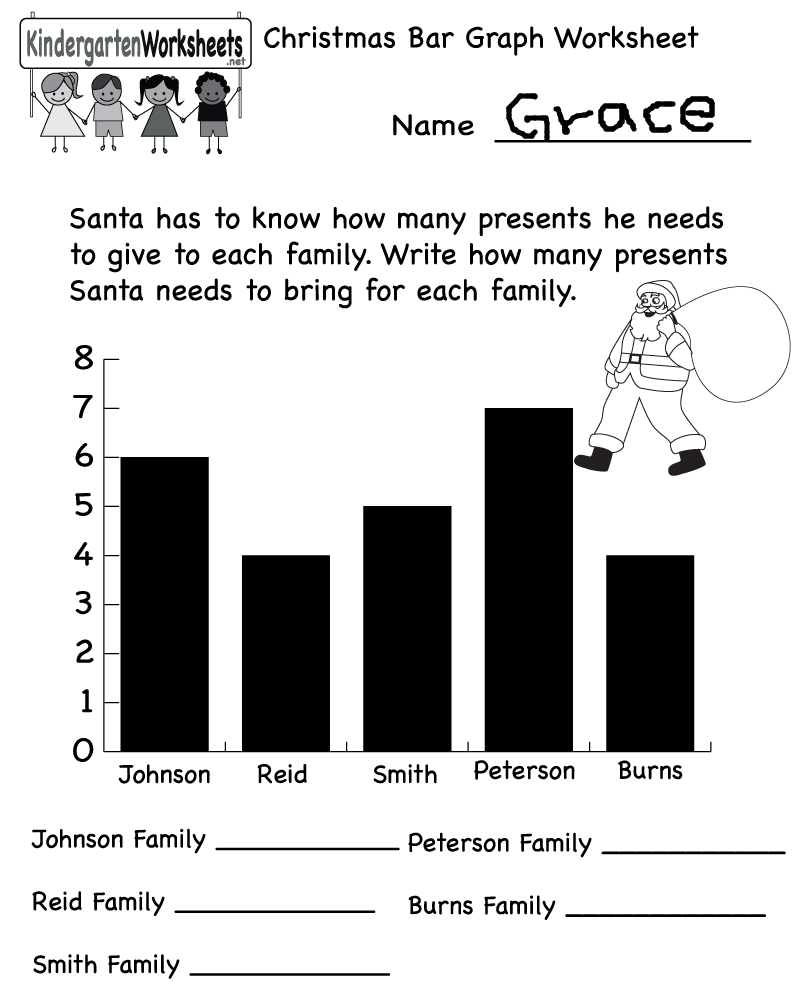 KindergartenWorksheets
.net
Christmas Bar Graph Worksheet
Name Grace
Santa has to know how many presents he needs
to give to each family. Write how many presents
Santa needs to bring for each family.
8
7
6
5
4
3
2
1
0
Johnson Reid Smith Peterson Burns
Johnson Family ____________ Peterson Family ____________
Reid Family ____________ Burns Family ____________
Smith Family ____________